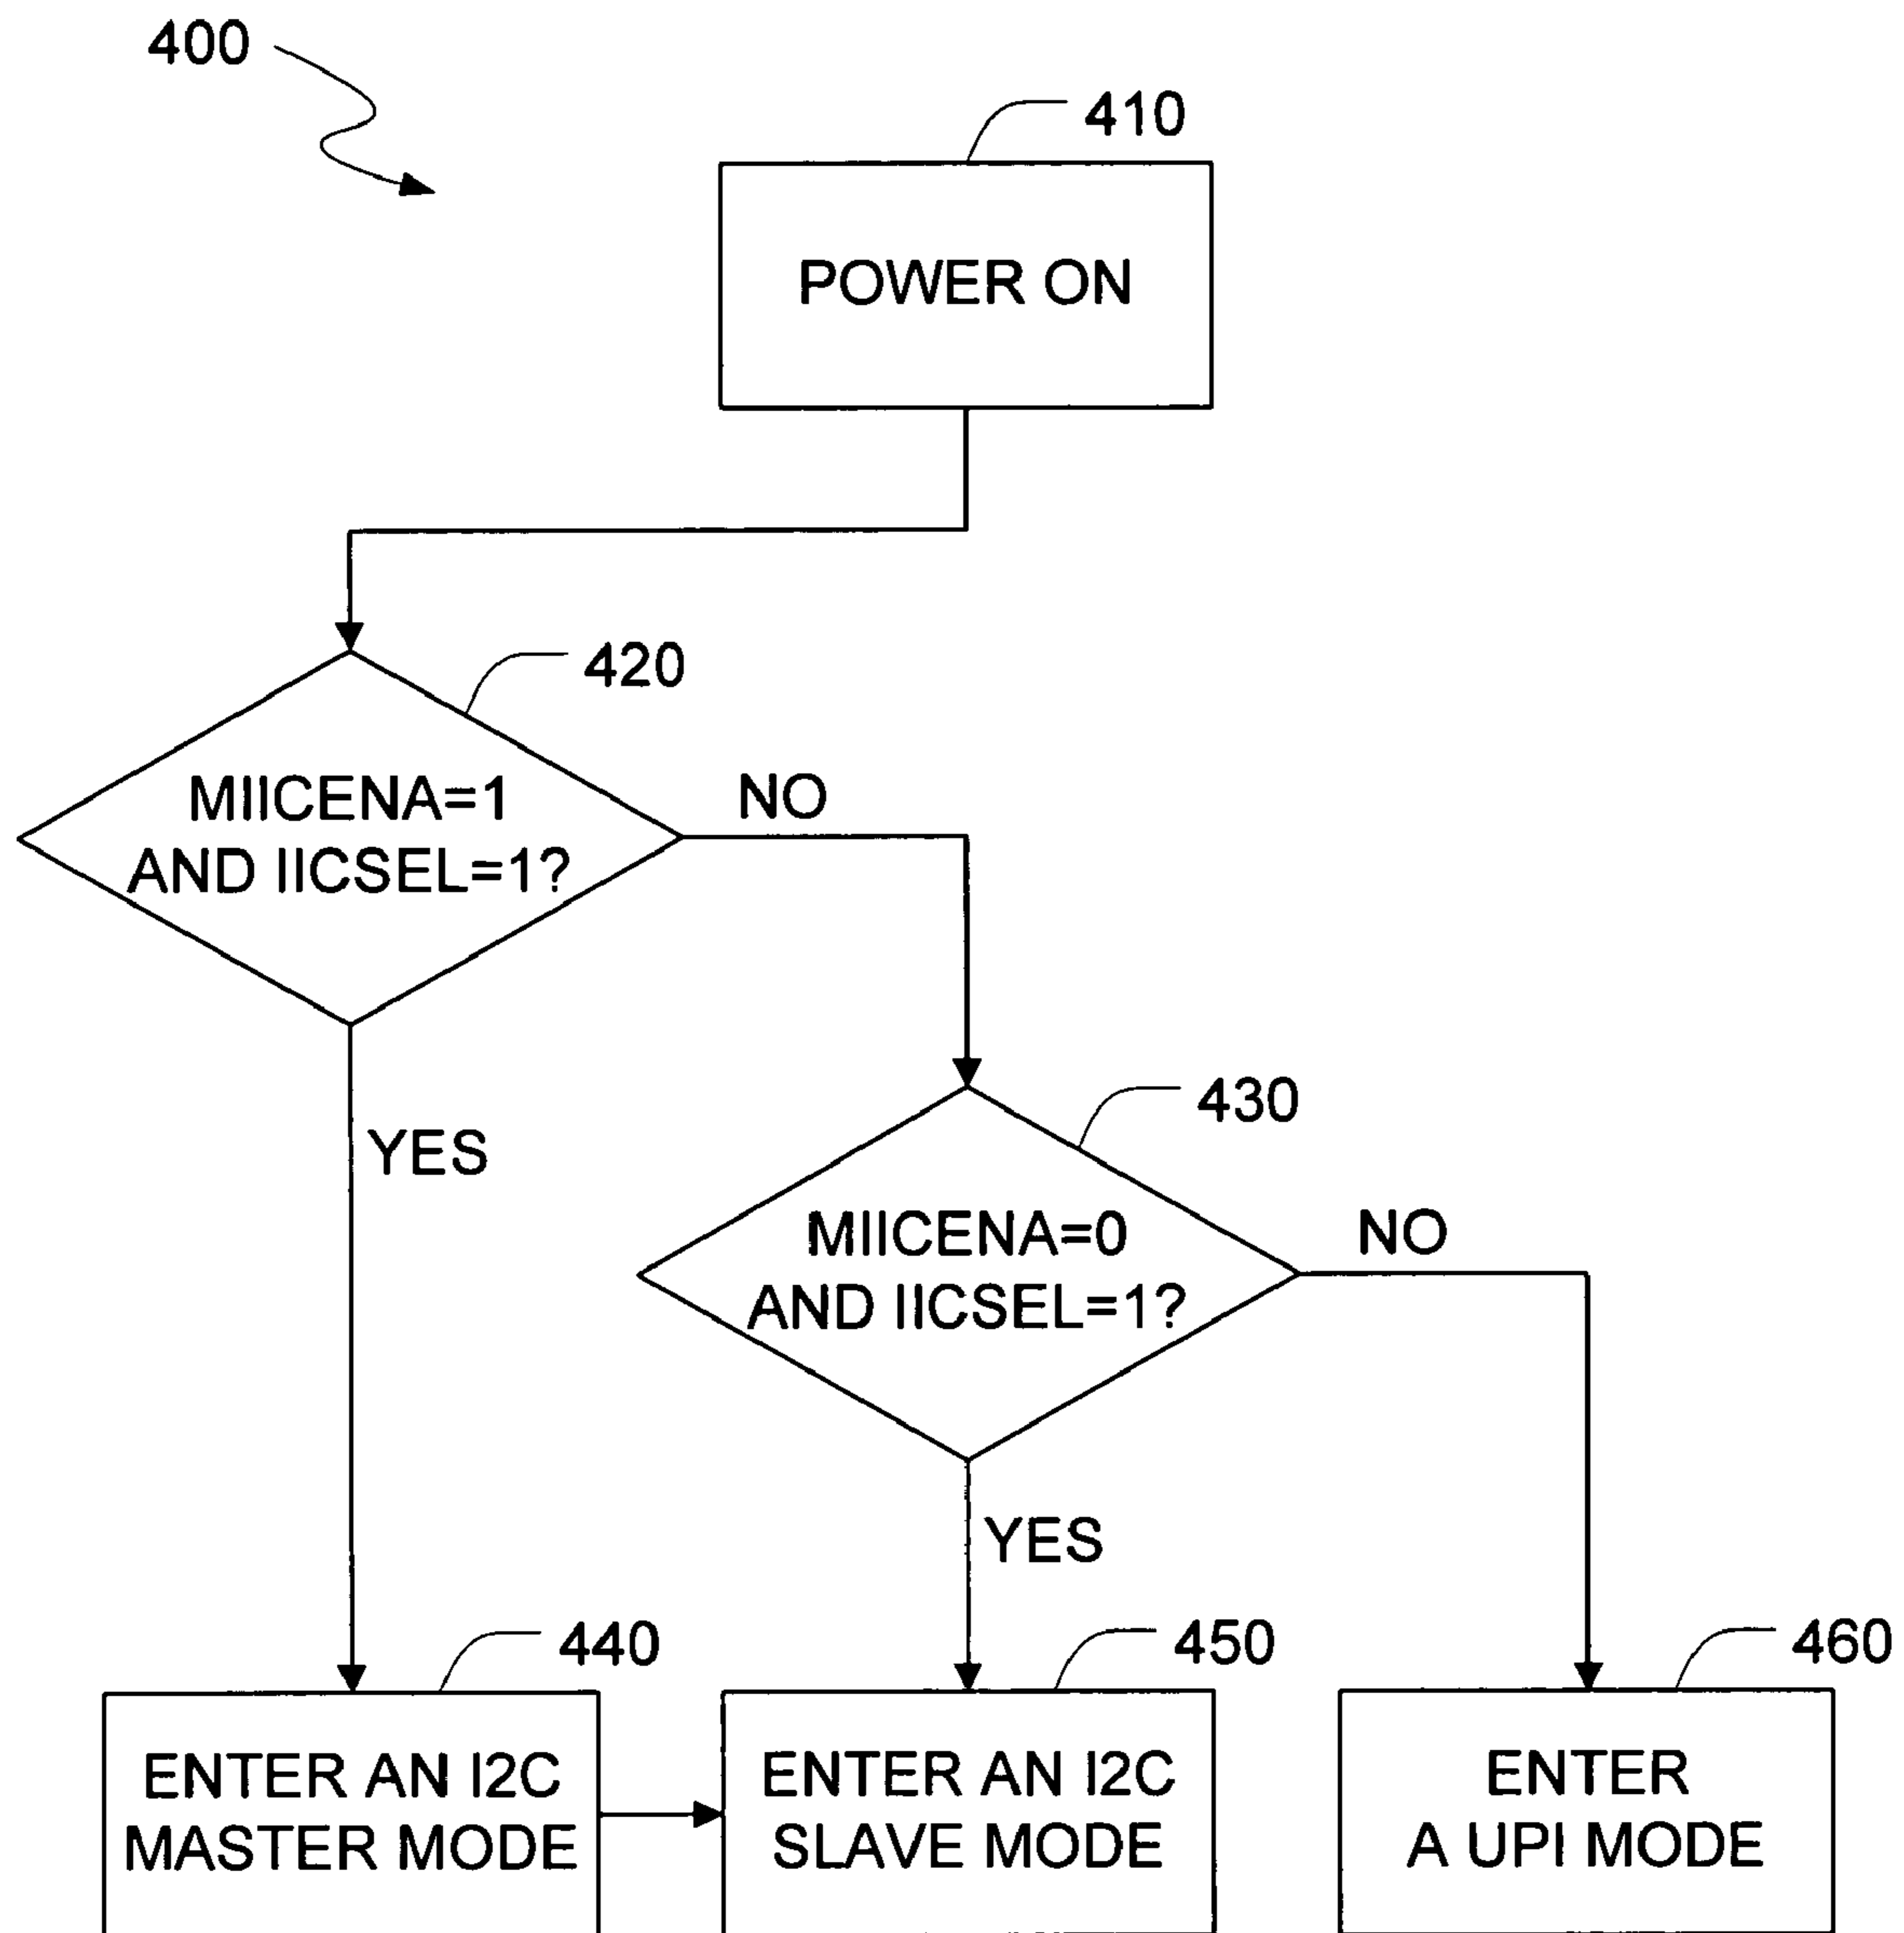 400
410
POWER ON
420
MIICENA=1
AND IICSEL=1?
NO
YES
430
MIICENA=0
AND IICSEL=1?
NO
YES
440
ENTER AN I2C
MASTER MODE
450
ENTER AN I2C
SLAVE MODE
460
ENTER
A UPI MODE